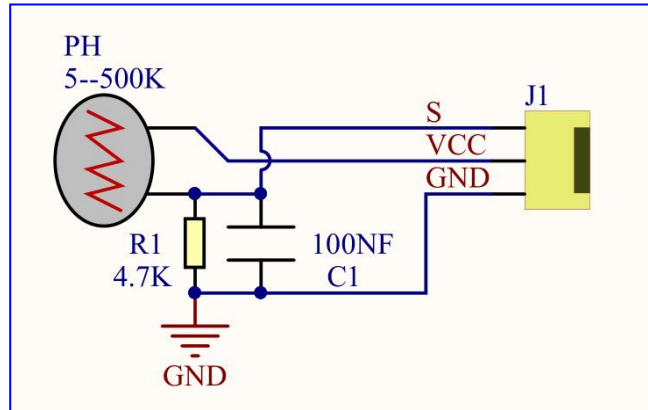 PH
5--500K
S
J1
VCC
GND
R1
4.7K
100NF
C1
GND